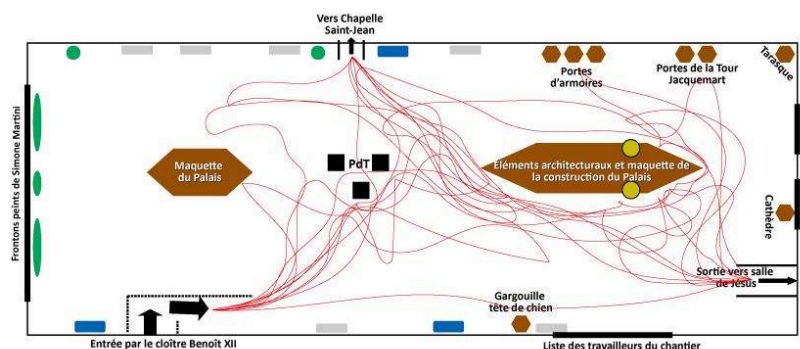 Vers Chapelle
Saint-Jean
Portes
d'armoires
Portes de la Tour
Jacquemart
Tarasque
Frontons peints de Simone Martini
Maquette
du Palais
PdT
Éléments architecturaux et maquette de
la construction du Palais
Cathèdre
Sortie vers salle
de Jésus
Gargouille
tête de chien
Entrée par le cloître Benoît XII
Liste des travailleurs du chantier